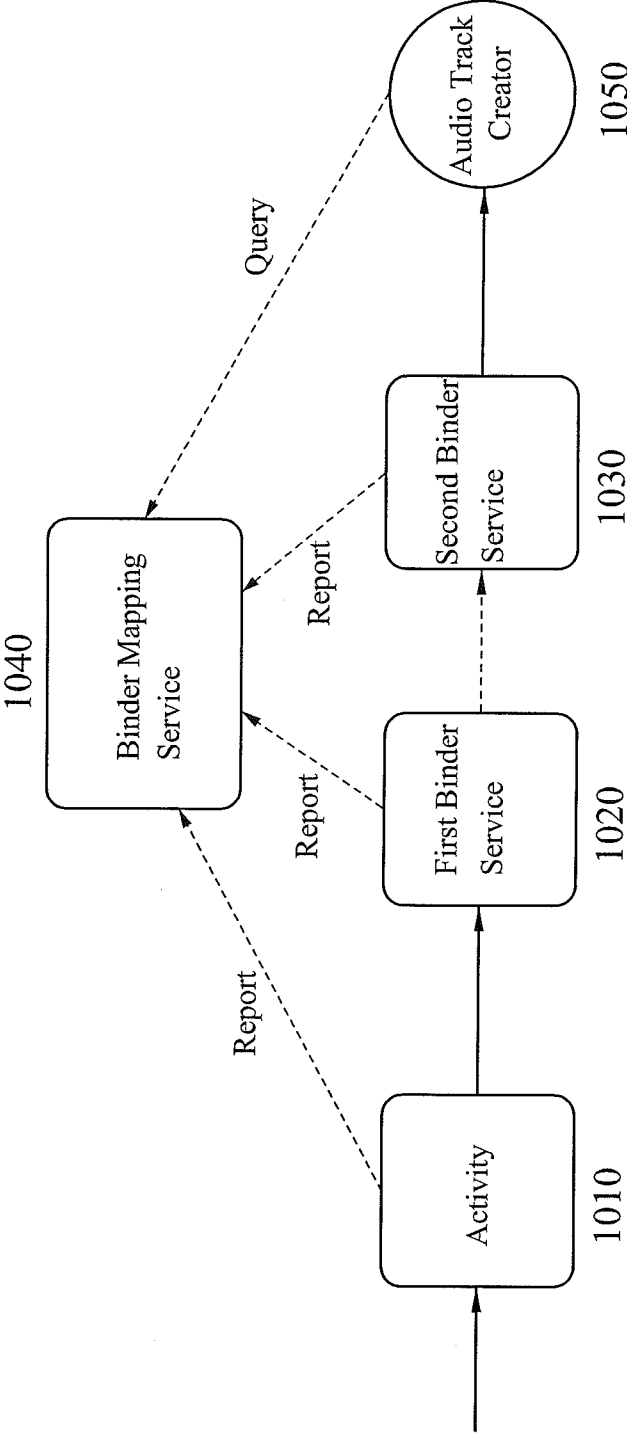 1040
Binder Mapping
Service
Report
Report
Report
Query
Activity
First Binder
Service
Second Binder
Service
Audio Track
Creator
1010
1020
1030
1050